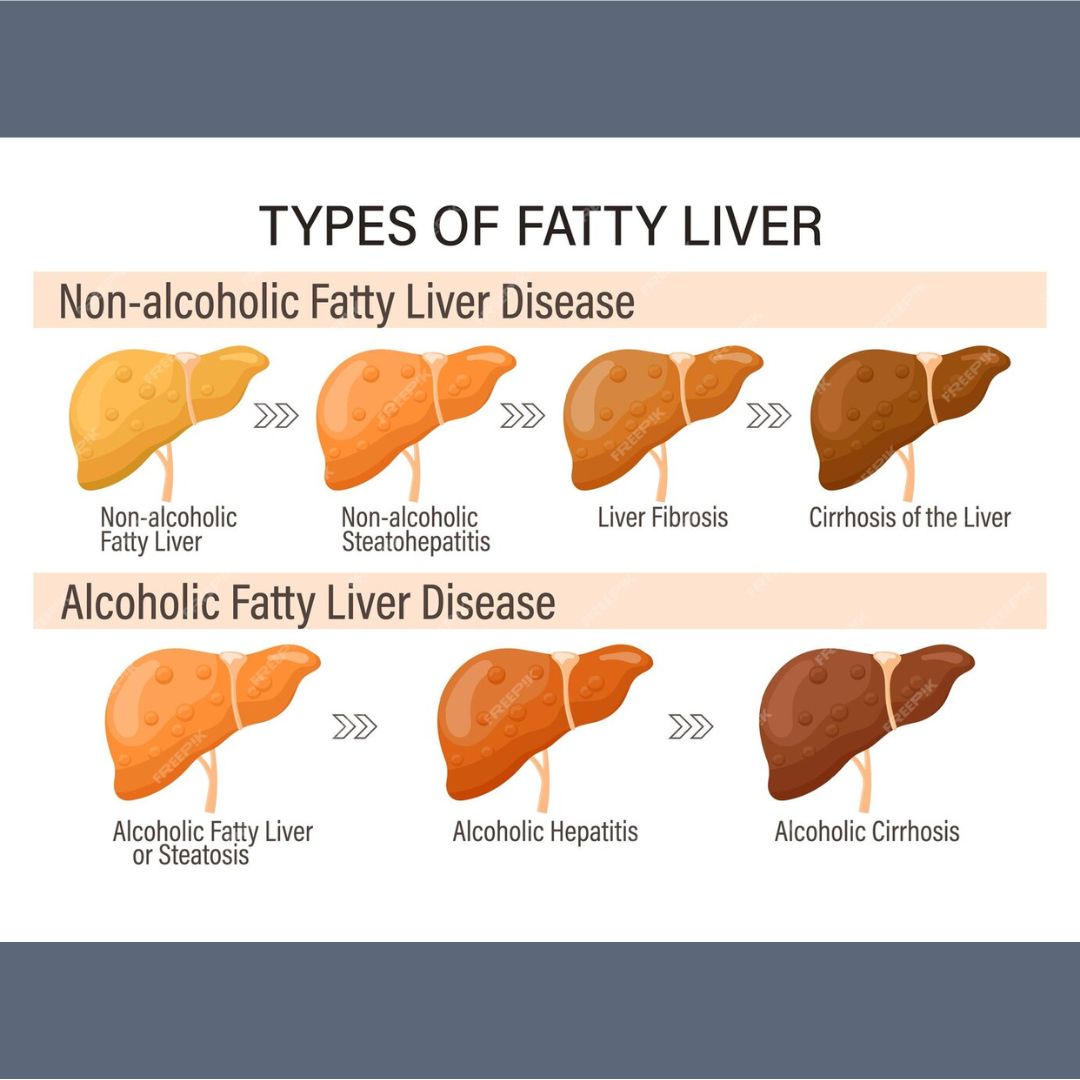 TYPES OF FATTY LIVER
Non-alcoholic Fatty Liver Disease
Non-alcoholic
Fatty Liver
Non-alcoholic
Steatohepatitis
Liver Fibrosis
Cirrhosis of the Liver
Alcoholic Fatty Liver Disease
Alcoholic Fatty Liver
or Steatosis
Alcoholic Hepatitis
Alcoholic Cirrhosis
FREEPIK